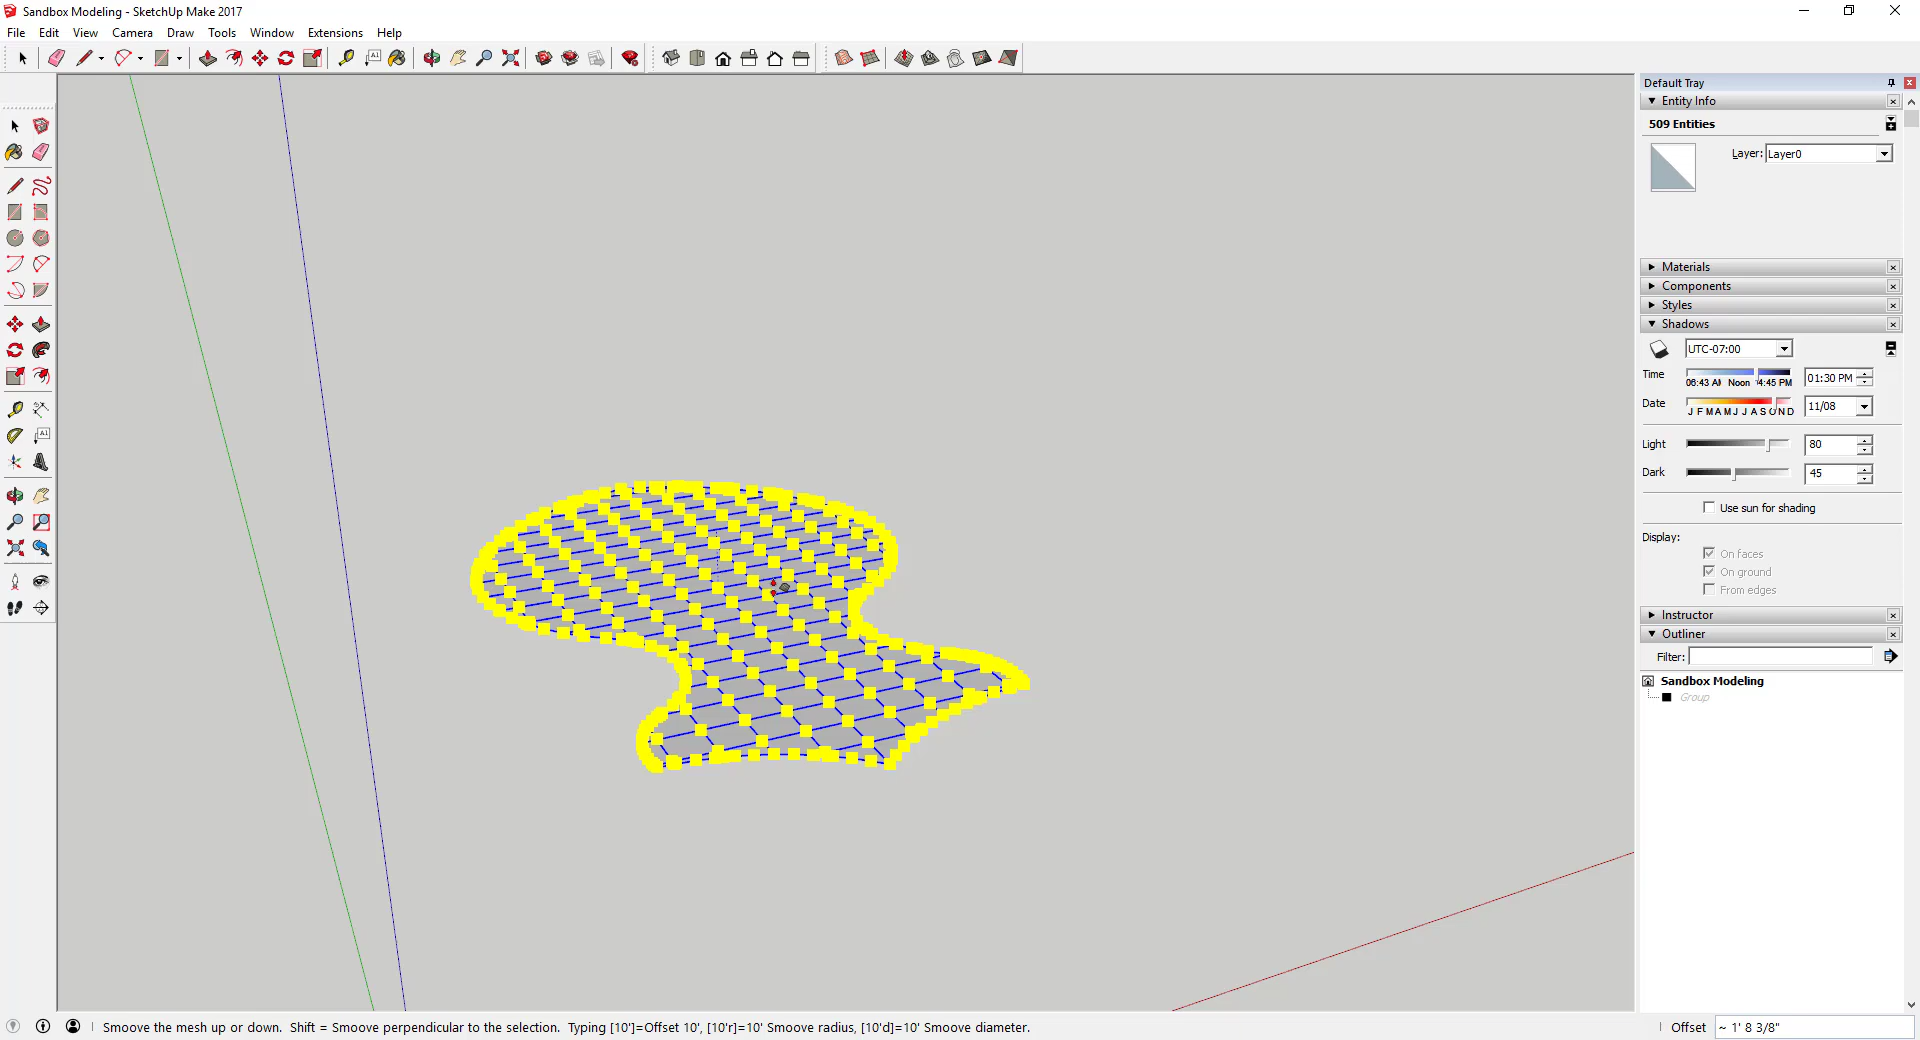 Sandbox Modeling - SketchUp Make 2017
File Edit View Camera Draw Tools Window Extensions Help
Default Tray
Entity Info
509 Entities
Layer: Layer0
Materials
Components
Styles
Shadows
UTC-07:00
Time 06:43 AM Noon 4:45 PM 01:30 PM
Date J F M A M J J A S O N D 11/08
Light 80
Dark 45
Use sun for shading
Display:
On faces
On ground
From edges
Instructor
Outliner
Filter:
Sandbox Modeling
Group
Smoove the mesh up or down. Shift = Smoove perpendicular to the selection. Typing [10']=Offset 10', [10'r]=10' Smoove radius, [10'd]=10' Smoove diameter.
Offset ~ 1' 8 3/8"